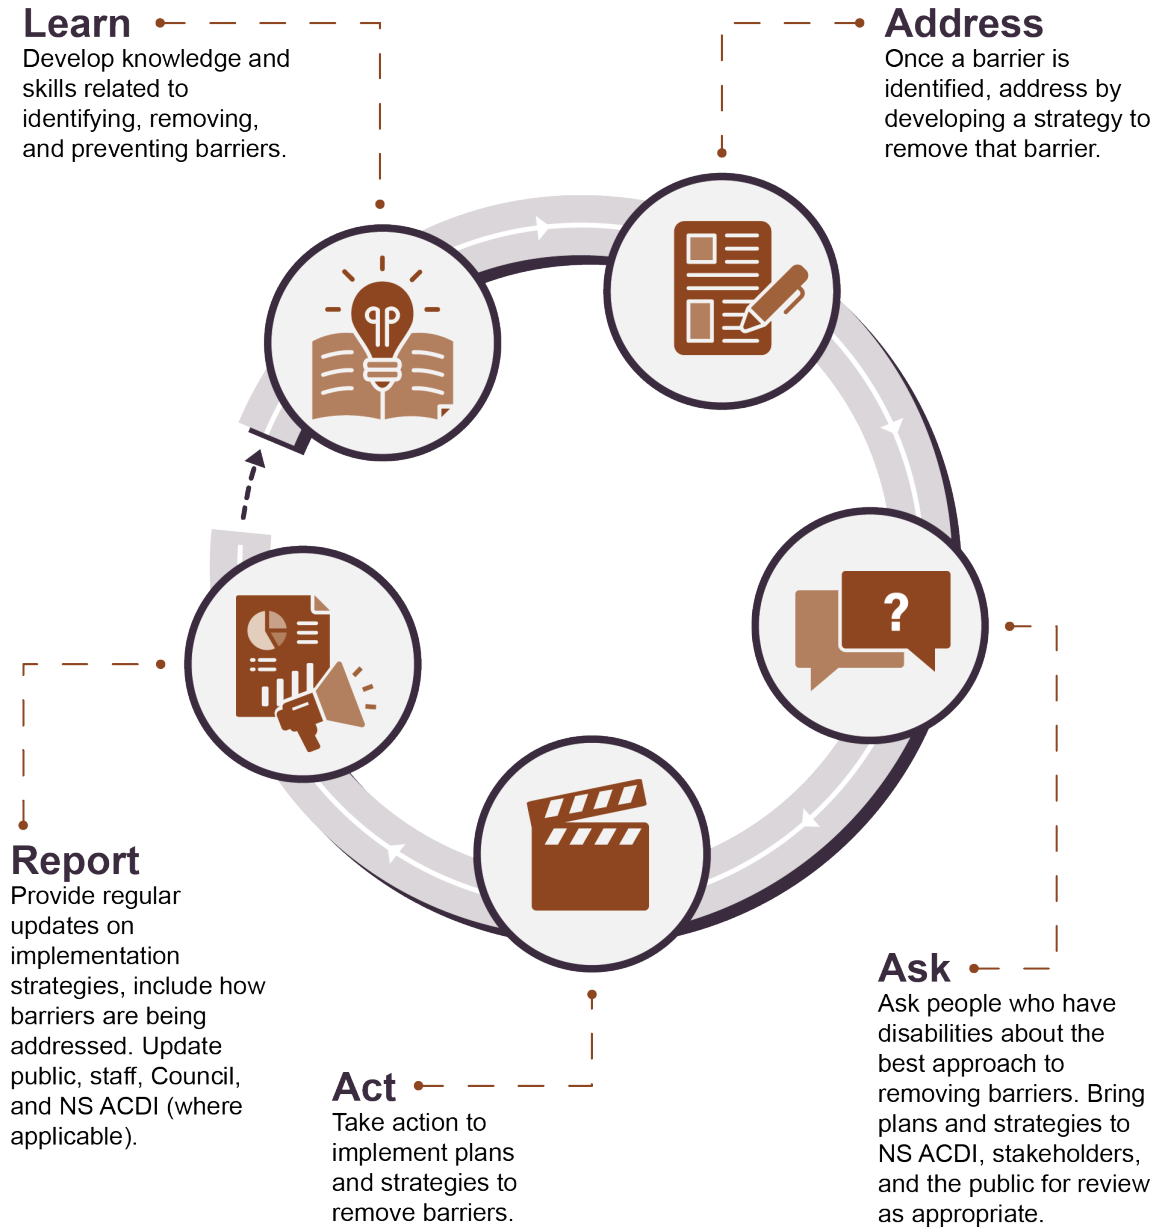 Learn
Develop knowledge and
skills related to
identifying, removing,
and preventing barriers.
Address
Once a barrier is
identified, address by
developing a strategy to
remove that barrier.
?
Ask
Ask people who have
disabilities about the
best approach to
removing barriers. Bring
plans and strategies to
NS ACDI, stakeholders,
and the public for review
as appropriate.
Act
Take action to
implement plans
and strategies to
remove barriers.
Report
Provide regular
updates on
implementation
strategies, include how
barriers are being
addressed. Update
public, staff, Council,
and NS ACDI (where
applicable).